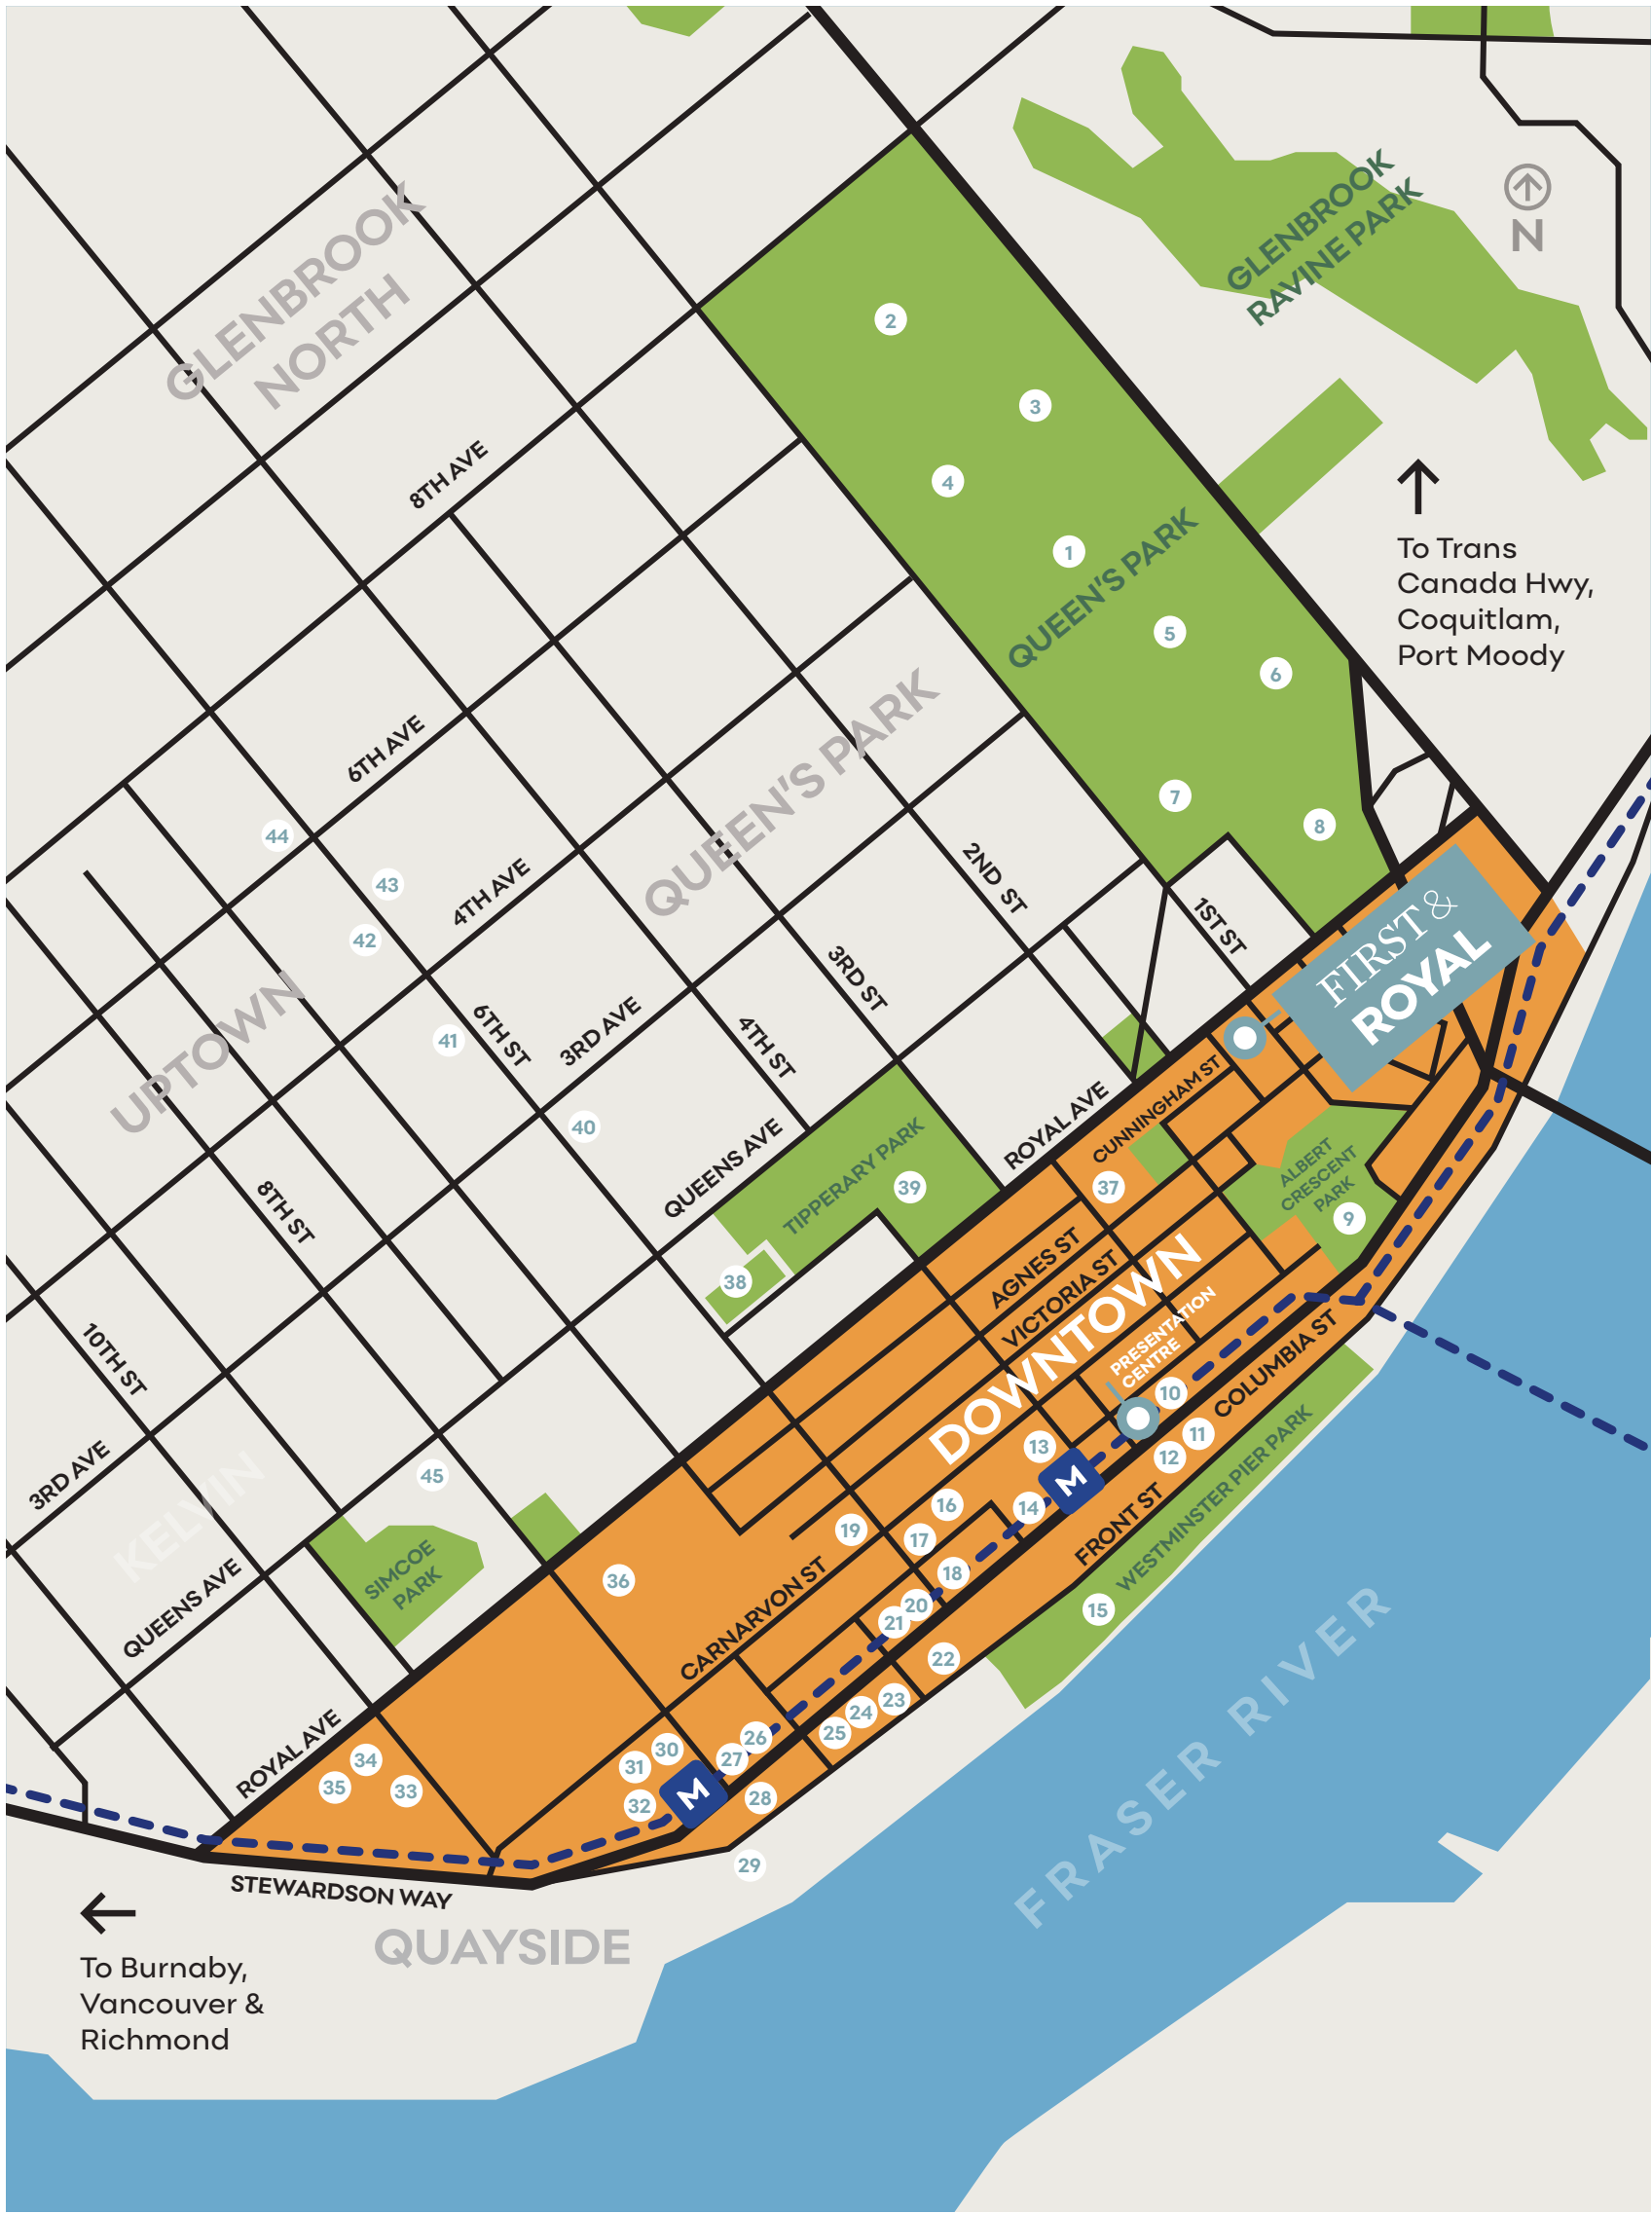 GLENBROOK
NORTH
GLENBROOK
RAVINE PARK
N
2
3
8TH AVE
4
1
QUEEN'S PARK
To Trans
Canada Hwy,
Coquitlam,
Port Moody
5
6
6TH AVE
QUEEN'S PARK
7
8
44
43
42
4TH AVE
2ND ST
1ST ST
FIRST &
ROYAL
UPTOWN
41
6TH ST
3RD AVE
3RD ST
4TH ST
40
ROYAL AVE
CUNNINGHAM ST
QUEENS AVE
TIPPERARY PARK
39
37
ALBERT
CRESCENT
PARK
9
8TH ST
38
AGNES ST
VICTORIA ST
DOWNTOWN
PRESENTATION
CENTRE
10TH ST
10
COLUMBIA ST
11
12
13
M
3RD AVE
KELVIN
45
16
14
FRONT ST
WESTMINSTER PIER PARK
19
17
SIMCOE
PARK
36
18
CARNARVON ST
20
21
15
QUEENS AVE
22
FRASER RIVER
23
24
25
ROYAL AVE
34
35
33
30
31
32
26
27
M
28
29
STEWARDSON WAY
QUAYSIDE
To Burnaby,
Vancouver &
Richmond